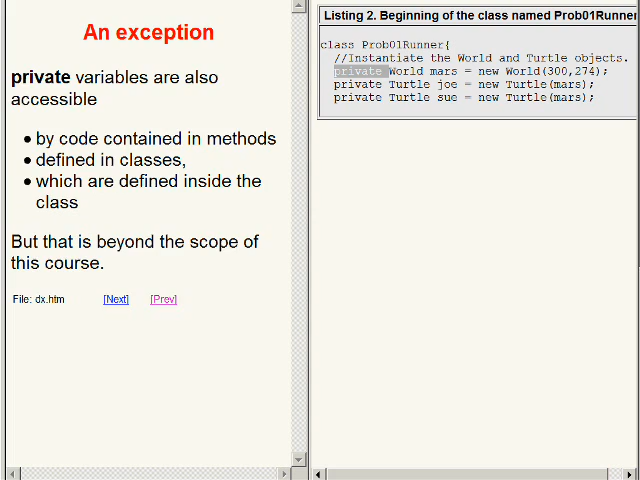 An exception
private variables are also
accessible
• by code contained in methods
• defined in classes,
• which are defined inside the
class
But that is beyond the scope of
this course.
File: dx.htm [Next] [Prev]
Listing 2. Beginning of the class named Prob01Runner
class Prob01Runner{
//Instantiate the World and Turtle objects.
private World mars = new World(300,274);
private Turtle joe = new Turtle(mars);
private Turtle sue = new Turtle(mars);